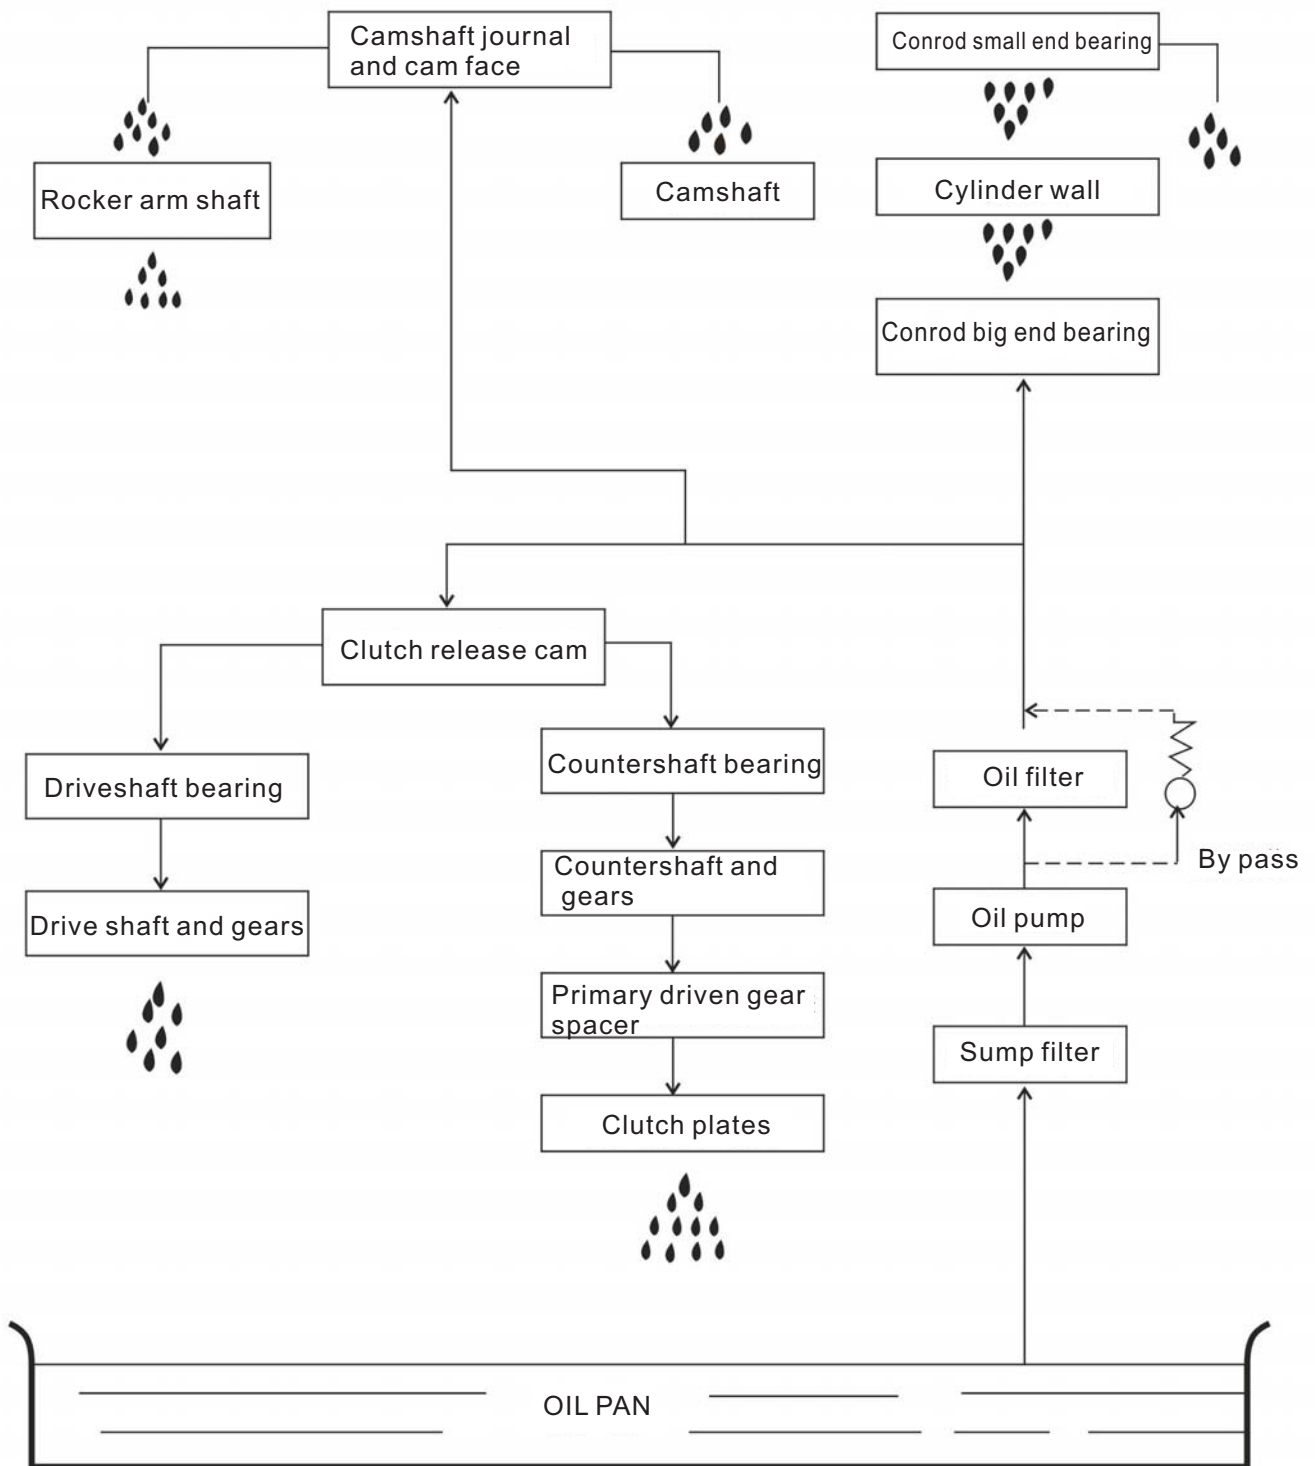 Camshaft journal
and cam face
Conrod small end bearing
Rocker arm shaft
Camshaft
Cylinder wall
Conrod big end bearing
Clutch release cam
Driveshaft bearing
Countershaft bearing
Oil filter
By pass
Countershaft and
gears
Drive shaft and gears
Oil pump
Primary driven gear
spacer
Sump filter
Clutch plates
OIL PAN